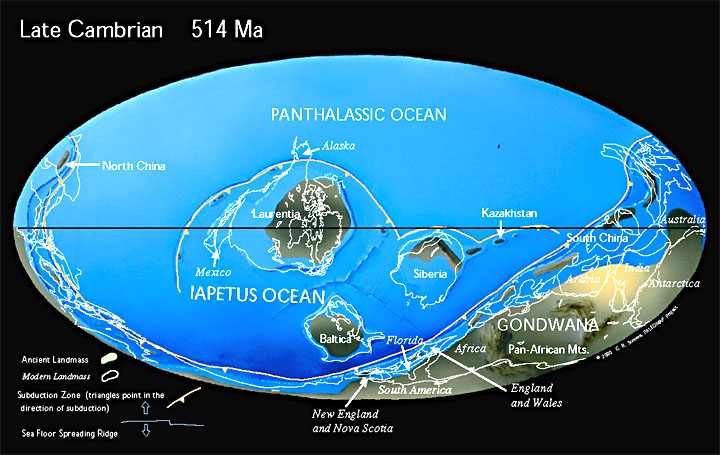 Late Cambrian 514 Ma
PANTHALASSIC OCEAN
Alaska
North China
Laurentia
Kazakhstan
Australia
South China
Mexico
Siberia
India
Arabia
Antarctica
IAPETUS OCEAN
GONDWANA
Baltica
Florida
Africa
Pan-African Mts.
Ancient Landmass
Modern Landmass
South America
England
and Wales
Subduction Zone (triangles point in the
direction of subduction)
New England
and Nova Scotia
Sea Floor Spreading Ridge